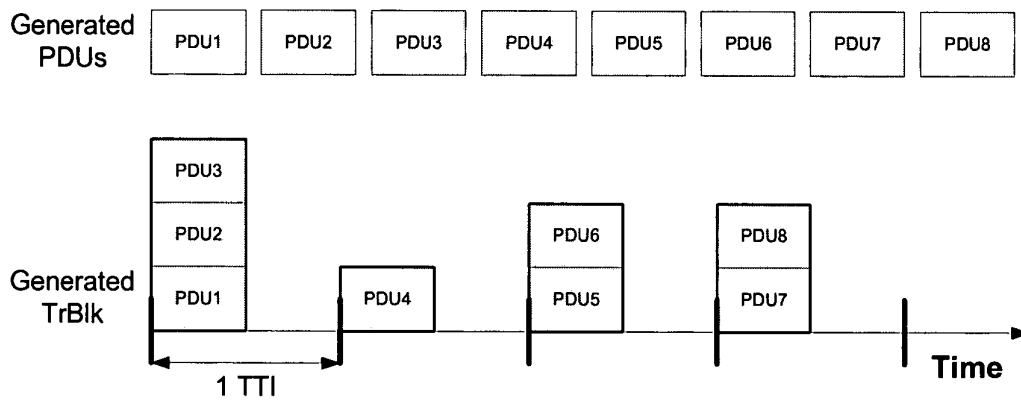 Generated
PDUs
PDU1 PDU2 PDU3 PDU4 PDU5 PDU6 PDU7 PDU8
PDU3
PDU2 PDU6 PDU8
Generated
TrBlk
PDU1 PDU4 PDU5 PDU7
1 TTI
Time